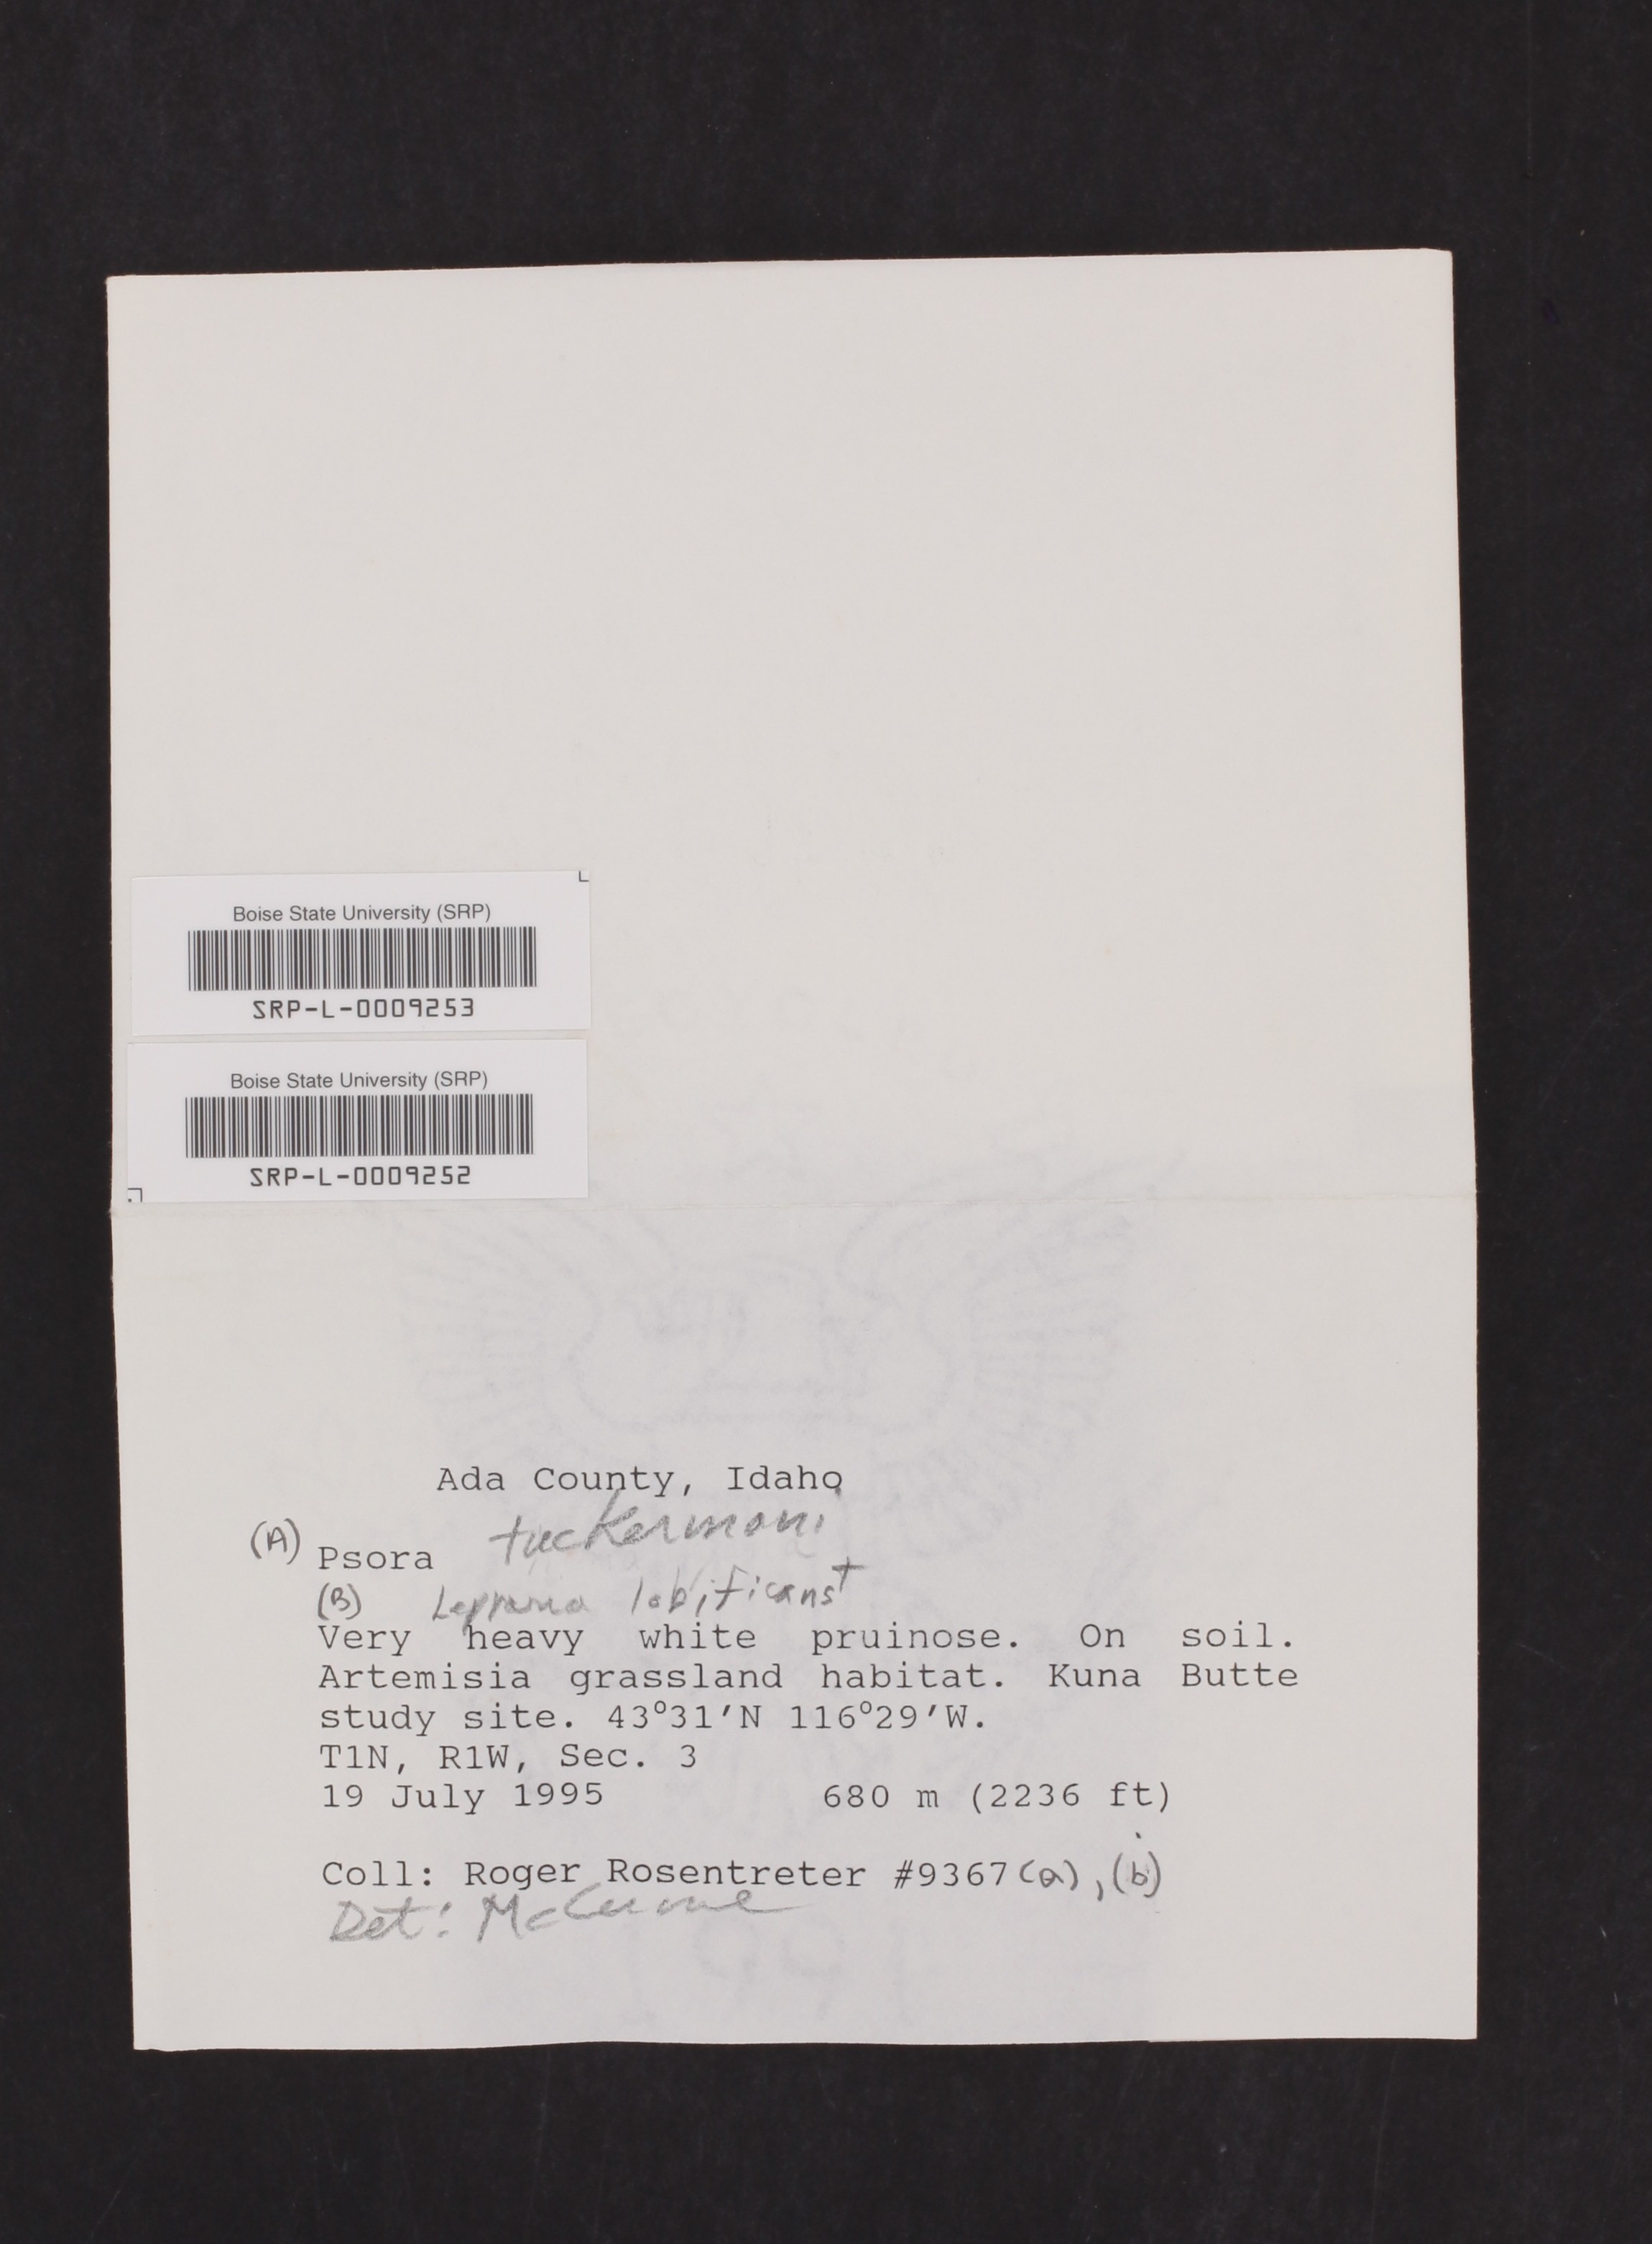 Boise State University (SRP)
SRP-L-0009253
Boise State University (SRP)
SRP-L-0009252
Ada County, Idaho
(A) Psora tuckermani
(B) Lepraria lobificans+
Very heavy white pruinose. On soil.
Artemisia grassland habitat. Kuna Butte
study site. 43°31'N 116°29'W.
T1N, R1W, Sec. 3
19 July 1995 680 m (2236 ft)
Coll: Roger Rosentreter #9367(a),(b)
Det: McCune